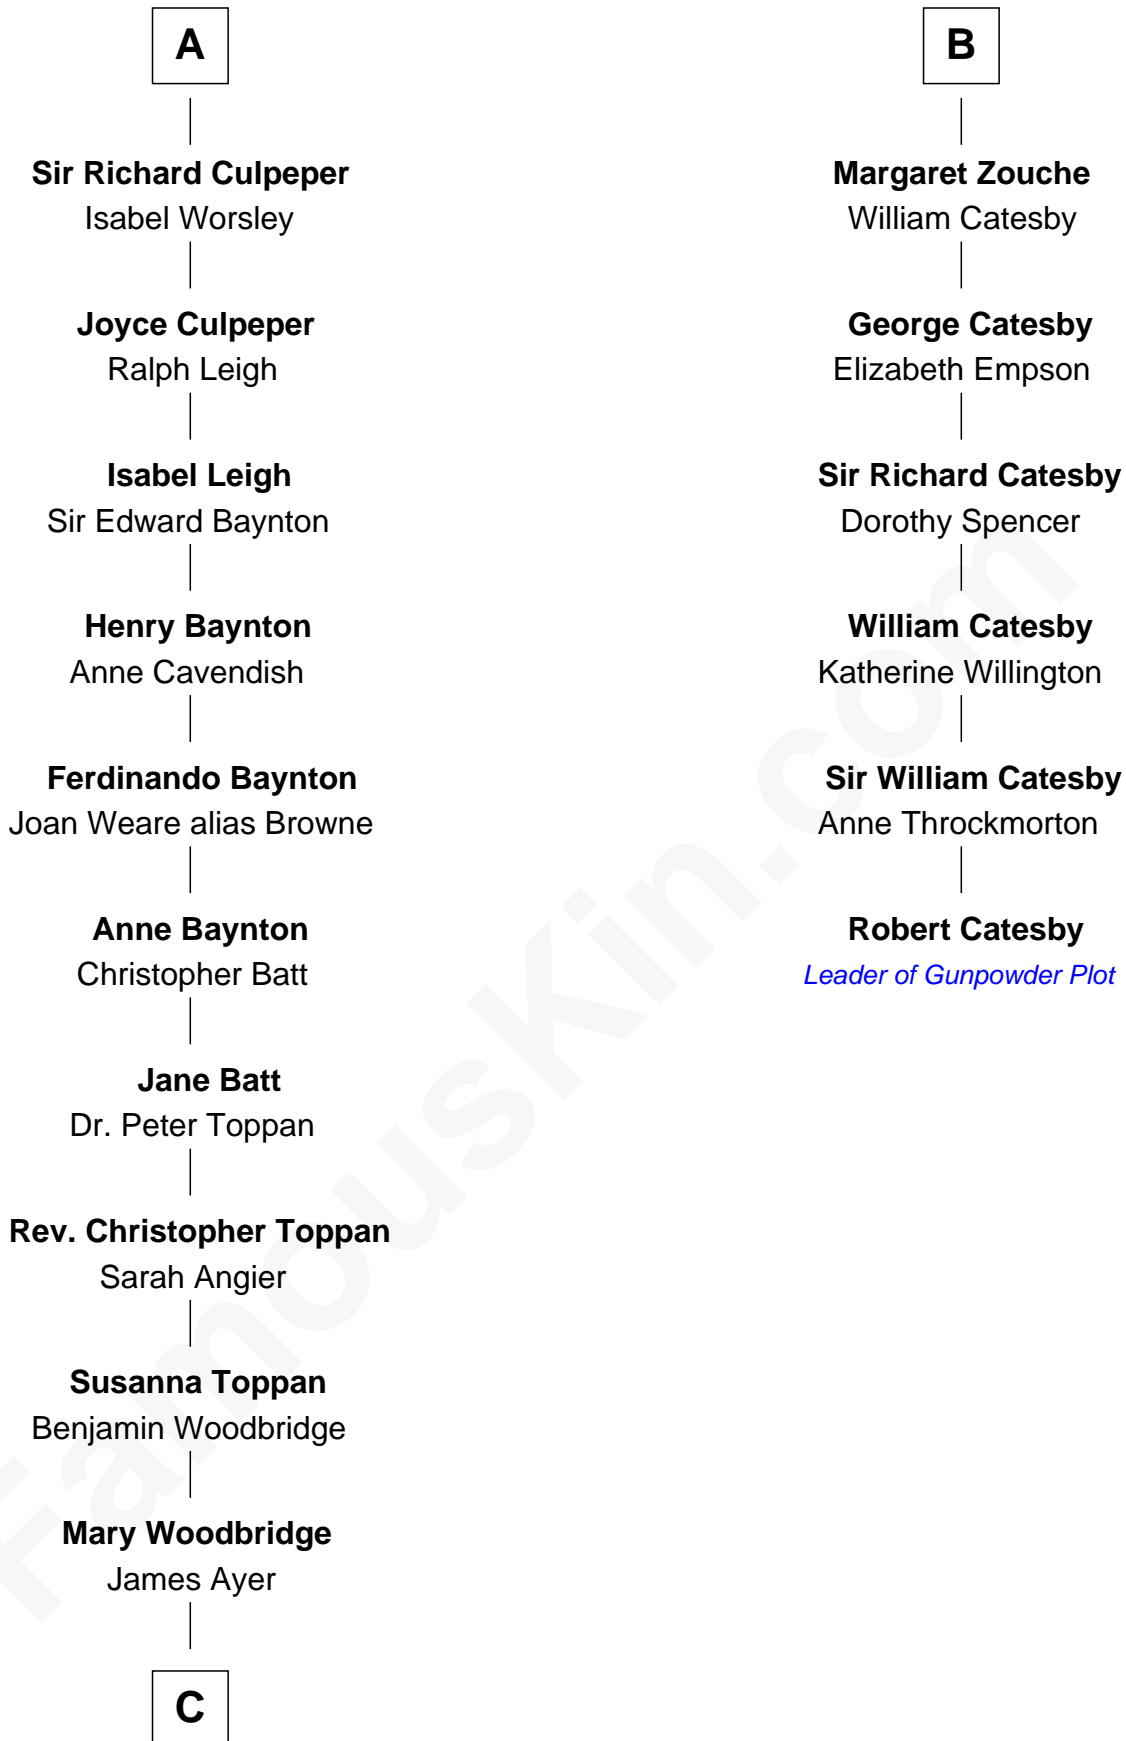 A
Sir Richard Culpeper
Isabel Worsley
Joyce Culpeper
Ralph Leigh
Isabel Leigh
Sir Edward Baynton
Henry Baynton
Anne Cavendish
Ferdinando Baynton
Joan Weare alias Browne
Anne Baynton
Christopher Batt
Jane Batt
Dr. Peter Toppan
Rev. Christopher Toppan
Sarah Angier
Susanna Toppan
Benjamin Woodbridge
Mary Woodbridge
James Ayer
C
B
Margaret Zouche
William Catesby
George Catesby
Elizabeth Empson
Sir Richard Catesby
Dorothy Spencer
William Catesby
Katherine Willington
Sir William Catesby
Anne Throckmorton
Robert Catesby
Leader of Gunpowder Plot
FamousKin.com